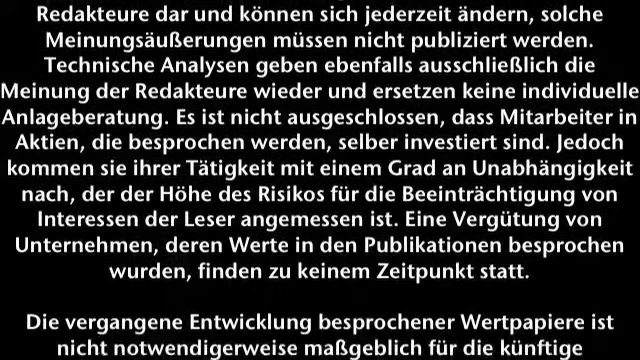 Redakteure dar und können sich jederzeit ändern, solche
Meinungsäußerungen müssen nicht publiziert werden.
Technische Analysen geben ebenfalls ausschließlich die
Meinung der Redakteure wieder und ersetzen keine individuelle
Anlageberatung. Es ist nicht ausgeschlossen, dass Mitarbeiter in
Aktien, die besprochen werden, selber investiert sind. Jedoch
kommen sie ihrer Tätigkeit mit einem Grad an Unabhängigkeit
nach, der der Höhe des Risikos für die Beeinträchtigung von
Interessen der Leser angemessen ist. Eine Vergütung von
Unternehmen, deren Werte in den Publikationen besprochen
wurden, finden zu keinem Zeitpunkt statt.
Die vergangene Entwicklung besprochener Wertpapiere ist
nicht notwendigerweise maßgeblich für die künftige